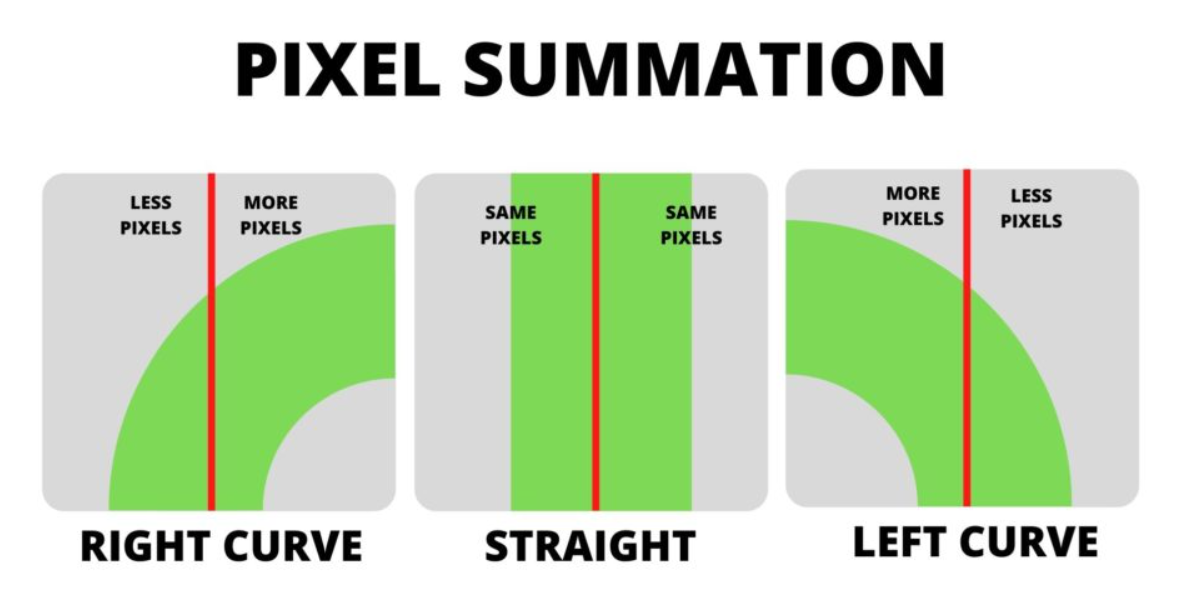 PIXEL SUMMATION
LESS
PIXELS
MORE
PIXELS
RIGHT CURVE
SAME
PIXELS
SAME
PIXELS
STRAIGHT
MORE
PIXELS
LESS
PIXELS
LEFT CURVE